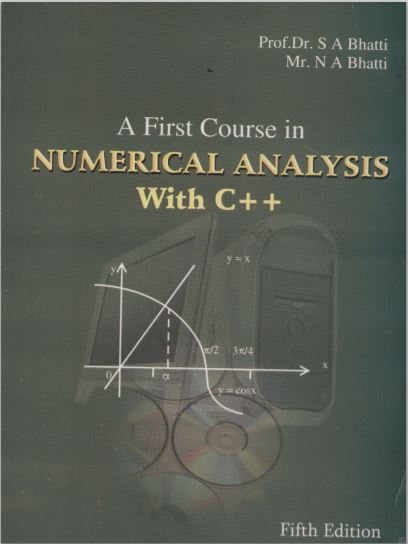 Prof.Dr. S A Bhatti
Mr. N A Bhatti
A First Course in
NUMERICAL ANALYSIS
With C++
y
y = x
π/2
3π/4
x
0
α
y = cosx
Fifth Edition